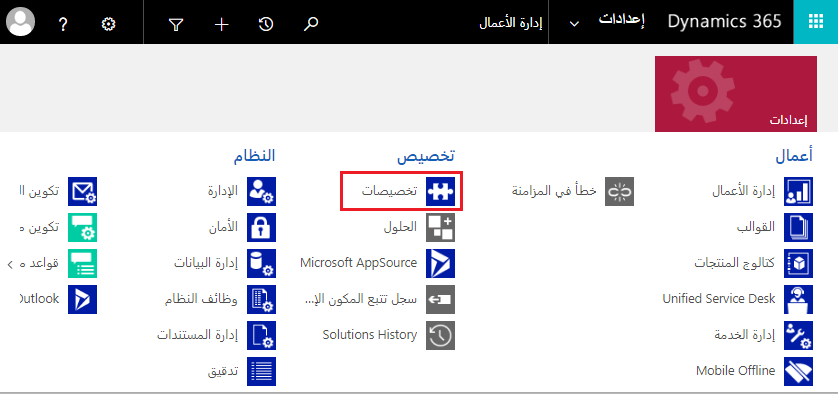 Dynamics 365
إعدادات
إدارة الأعمال
?
إعدادات
أعمال
إدارة الأعمال
القوالب
كتالوج المنتجات
Unified Service Desk
إدارة الخدمة
Mobile Offline
خطأ في المزامنة
تخصيص
تخصيصات
الحلول
Microsoft AppSource
سجل تتبع المكون الإ...
Solutions History
النظام
الإدارة
الأمان
إدارة البيانات
وظائف النظام
إدارة المستندات
تدقيق
تكوين ال
تكوين م
قواعد م
Outlook